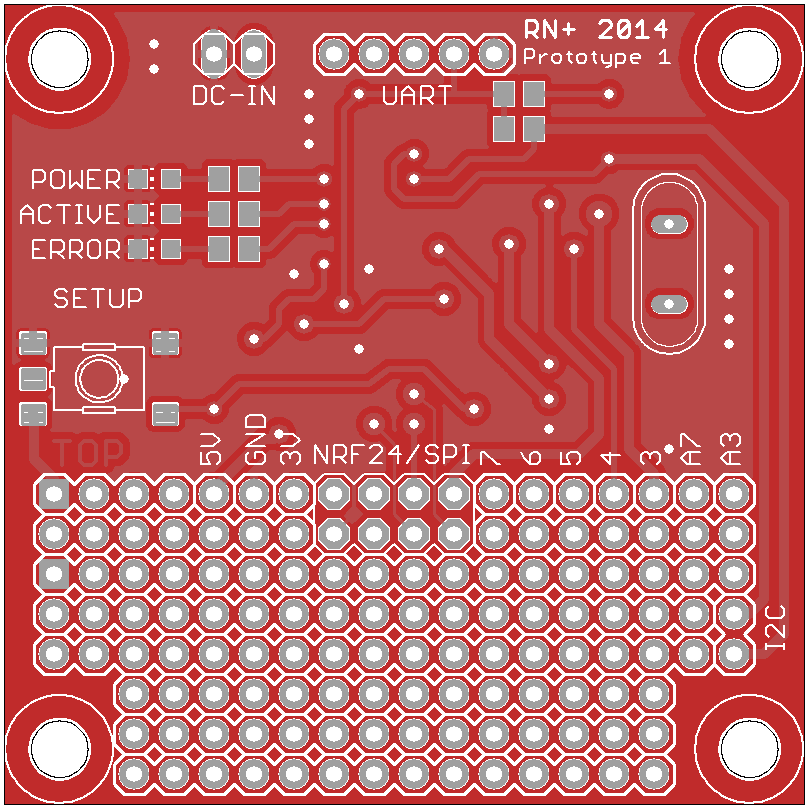 RN+ 2014
Prototype 1
DC-IN
UART
POWER
ACTIVE
ERROR
SETUP
TOP
5V
GND
3V
NRF24/SPI
7
6
5
4
3
A7
A3
I2C